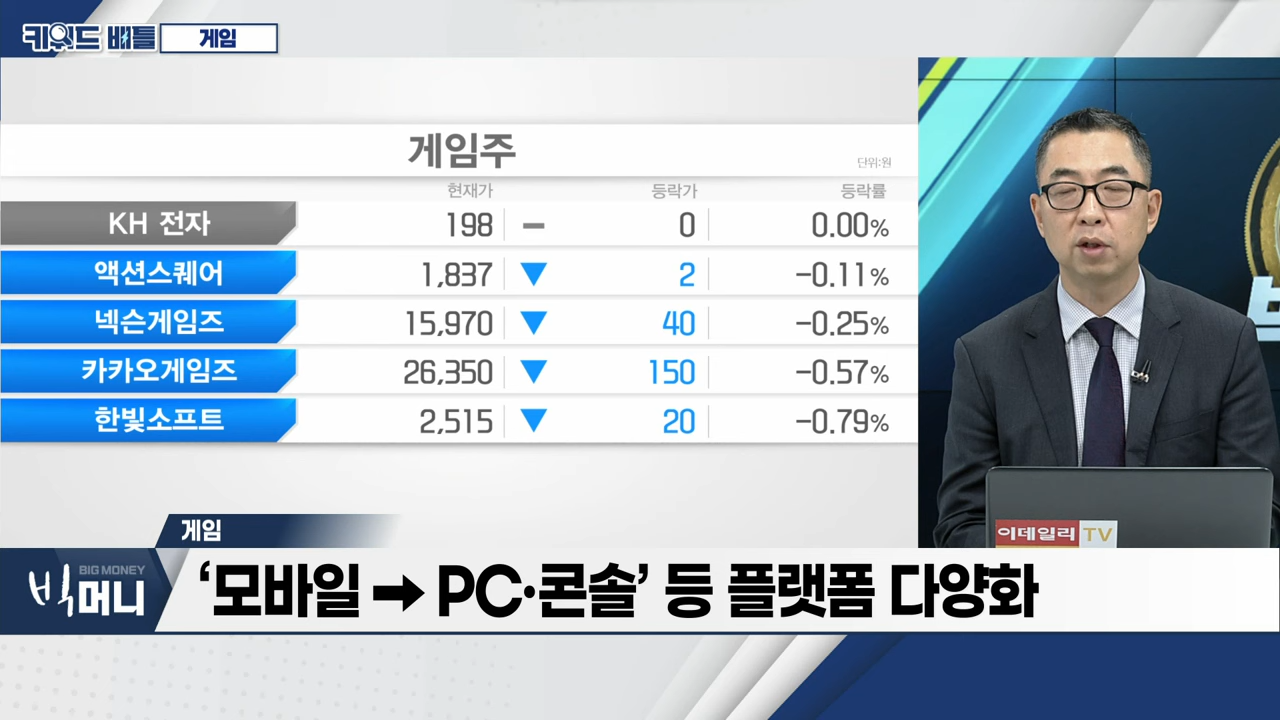 키워드 배틀 게임
게임주
단위:원
현재가 등락가 등락률
KH 전자 198 – 0 0.00%
액션스퀘어 1,837 ▼ 2 -0.11%
넥슨게임즈 15,970 ▼ 40 -0.25%
카카오게임즈 26,350 ▼ 150 -0.57%
한빛소프트 2,515 ▼ 20 -0.79%
이데일리 TV
게임
BIG MONEY
빅머니
‘모바일 ➡ PC·콘솔’ 등 플랫폼 다양화